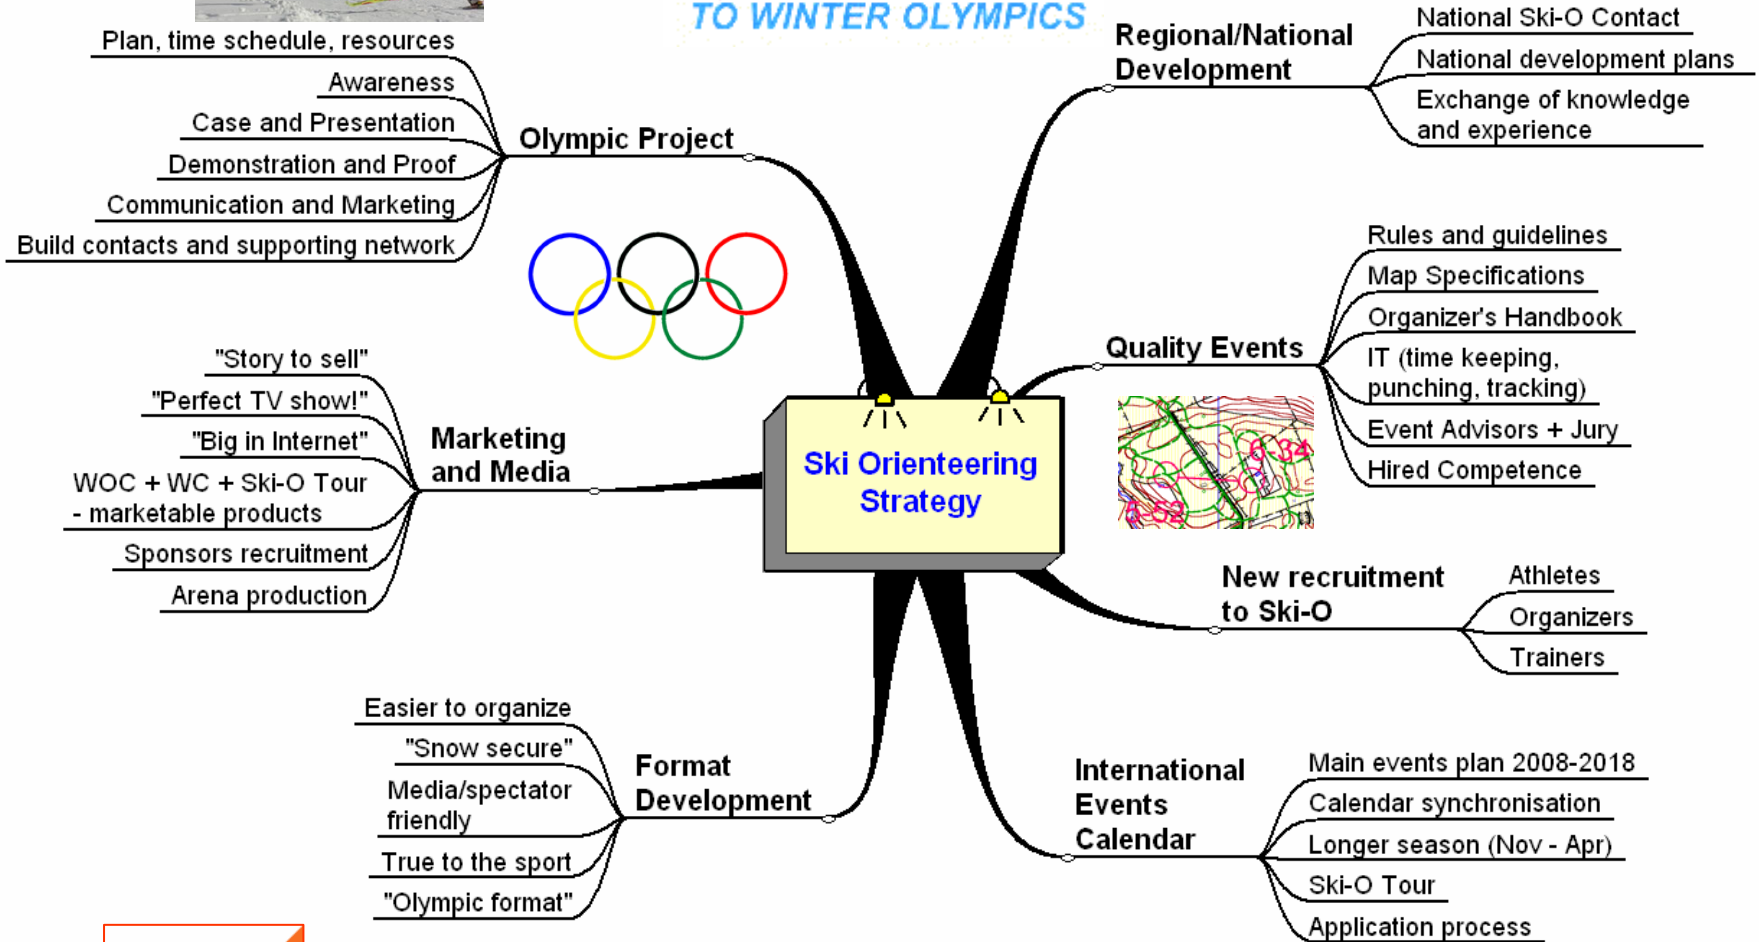 TO WINTER OLYMPICS
Plan, time schedule, resources
Awareness
Case and Presentation
Demonstration and Proof
Communication and Marketing
Build contacts and supporting network
Olympic Project
"Story to sell"
"Perfect TV show!"
"Big in Internet"
WOC + WC + Ski-O Tour
- marketable products
Sponsors recruitment
Arena production
Marketing
and Media
Easier to organize
"Snow secure"
Media/spectator
friendly
True to the sport
"Olympic format"
Format
Development
Ski Orienteering
Strategy
Regional/National
Development
National Ski-O Contact
National development plans
Exchange of knowledge
and experience
Quality Events
Rules and guidelines
Map Specifications
Organizer's Handbook
IT (time keeping,
punching, tracking)
Event Advisors + Jury
Hired Competence
6-34
New recruitment
to Ski-O
Athletes
Organizers
Trainers
International
Events
Calendar
Main events plan 2008-2018
Calendar synchronisation
Longer season (Nov - Apr)
Ski-O Tour
Application process